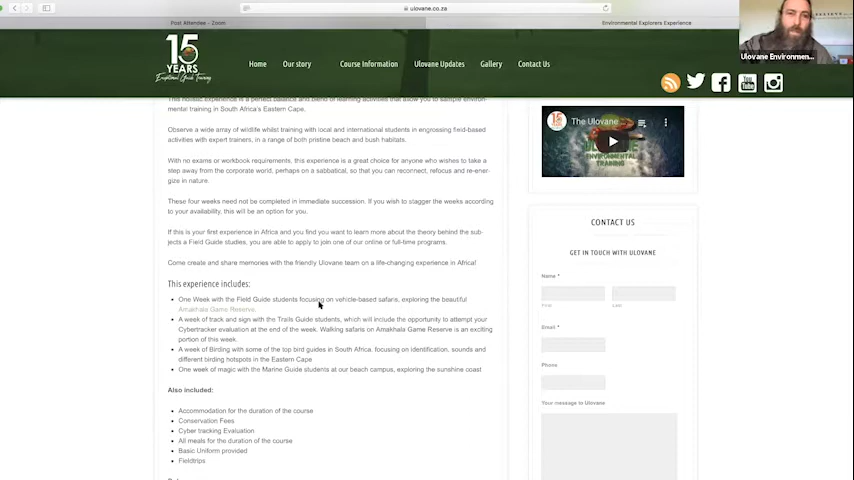 ulovane.co.za
Post Attendee - Zoom
Environmental Explorers Experience
15
YEARS
Exceptional Guide Training
Home
Our story
Course Information
Ulovane Updates
Gallery
Contact Us
Ulovane Environmen...
This holistic experience is a perfect balance and blend of learning activities that allow you to sample environ-
mental training in South Africa's Eastern Cape.
Observe a wide array of wildlife whilst training with local and international students in engrossing field-based
activities with expert trainers, in a range of both pristine beach and bush habitats.
With no exams or workbook requirements, this experience is a great choice for anyone who wishes to take a
step away from the corporate world, perhaps on a sabbatical, so that you can reconnect, refocus and re-ener-
gize in nature.
These four weeks need not be completed in immediate succession. If you wish to stagger the weeks according
to your availability, this will be an option for you.
If this is your first experience in Africa and you find you want to learn more about the theory behind the sub-
jects a Field Guide studies, you are able to apply to join one of our online or full-time programs.
Come create and share memories with the friendly Ulovane team on a life-changing experience in Africa!
This experience includes:
One Week with the Field Guide students focusing on vehicle-based safaris, exploring the beautiful
Amakhala Game Reserve.
A week of track and sign with the Trails Guide students, which will include the opportunity to attempt your
Cybertracker evaluation at the end of the week. Walking safaris on Amakhala Game Reserve is an exciting
portion of this week.
A week of Birding with some of the top bird guides in South Africa, focusing on identification, sounds and
different birding hotspots in the Eastern Cape
One week of magic with the Marine Guide students at our beach campus, exploring the sunshine coast
Also included:
Accommodation for the duration of the course
Conservation Fees
Cyber tracking Evaluation
All meals for the duration of the course
Basic Uniform provided
Fieldtrips
The Ulovane
ULOVANE
ENVIRONMENTAL
TRAINING
CONTACT US
GET IN TOUCH WITH ULOVANE
Name *
First
Last
Email *
Phone
Your message to Ulovane